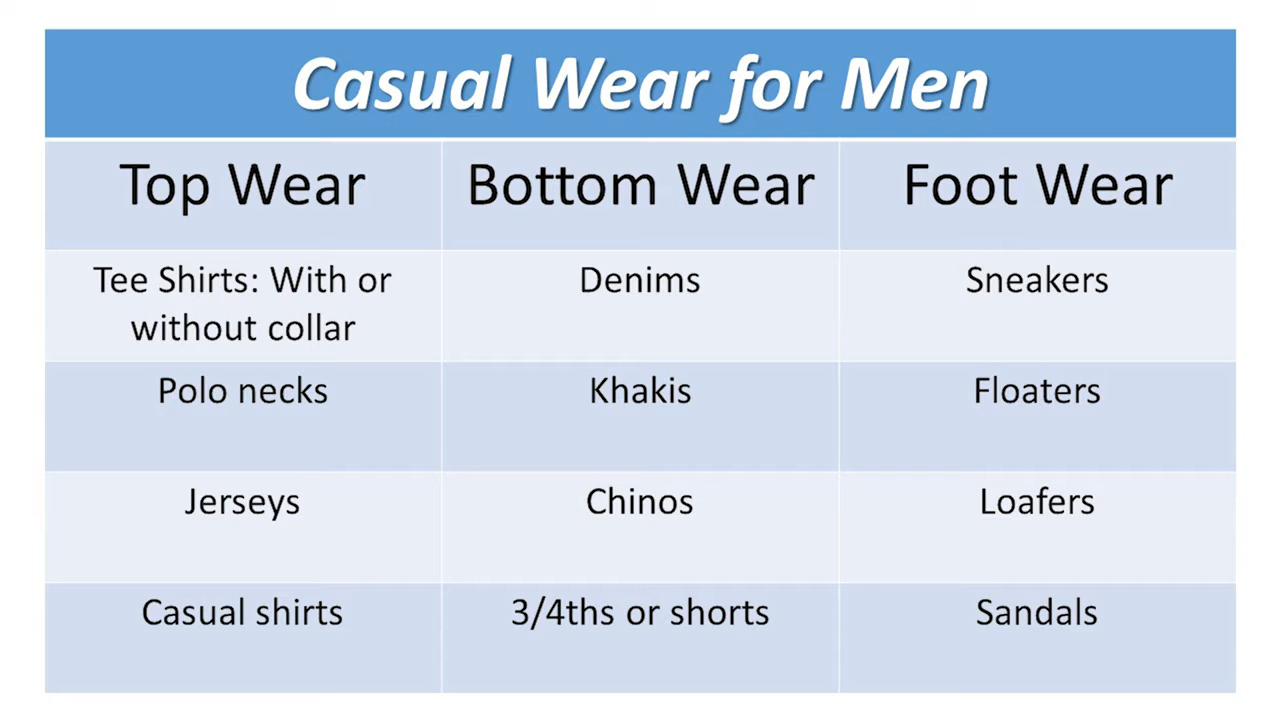 Casual Wear for Men
Top Wear
Bottom Wear
Foot Wear
Tee Shirts: With or
without collar
Denims
Sneakers
Polo necks
Khakis
Floaters
Jerseys
Chinos
Loafers
Casual shirts
3/4ths or shorts
Sandals